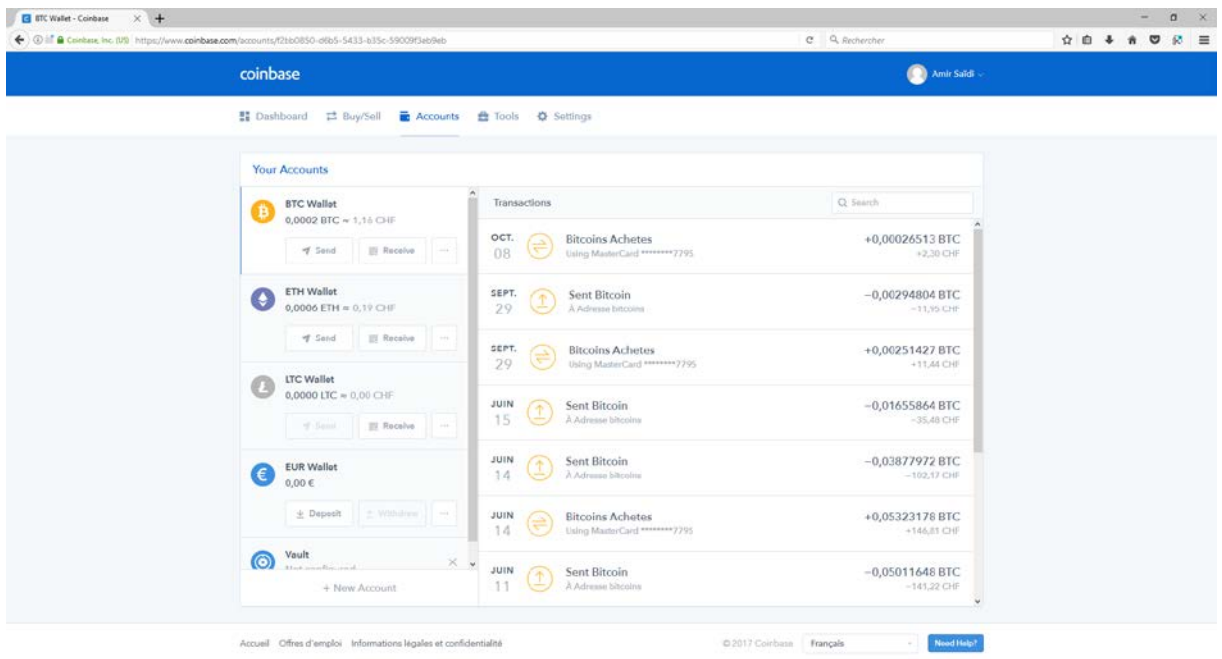 BTC Wallet - Coinbase
Coinbase, Inc. (US) https://www.coinbase.com/accounts/f2bb0850-d6b5-5433-b35c-59009f3eb9eb
Rechercher
coinbase
Amir Saïdi
Dashboard Buy/Sell Accounts Tools Settings
Your Accounts
BTC Wallet
0,0002 BTC ≈ 1,16 CHF
Send Receive ...
ETH Wallet
0,0006 ETH ≈ 0,19 CHF
Send Receive ...
LTC Wallet
0,0000 LTC ≈ 0,00 CHF
Send Receive ...
EUR Wallet
0,00 €
Deposit Withdraw ...
Vault
+ New Account
Transactions
Search
OCT. 08 Bitcoins Achetes +0,00026513 BTC
Using MasterCard ********7795 +2,30 CHF
SEPT. 29 Sent Bitcoin −0,00294804 BTC
À Adresse bitcoins −11,95 CHF
SEPT. 29 Bitcoins Achetes +0,00251427 BTC
Using MasterCard ********7795 +11,44 CHF
JUIN 15 Sent Bitcoin −0,01655864 BTC
À Adresse bitcoins −35,48 CHF
JUIN 14 Sent Bitcoin −0,03877972 BTC
À Adresse bitcoins −102,17 CHF
JUIN 14 Bitcoins Achetes +0,05323178 BTC
Using MasterCard ********7795 +146,81 CHF
JUIN 11 Sent Bitcoin −0,05011648 BTC
À Adresse bitcoins −141,22 CHF
Accueil Offres d'emploi Informations légales et confidentialité
© 2017 Coinbase Français Need Help?